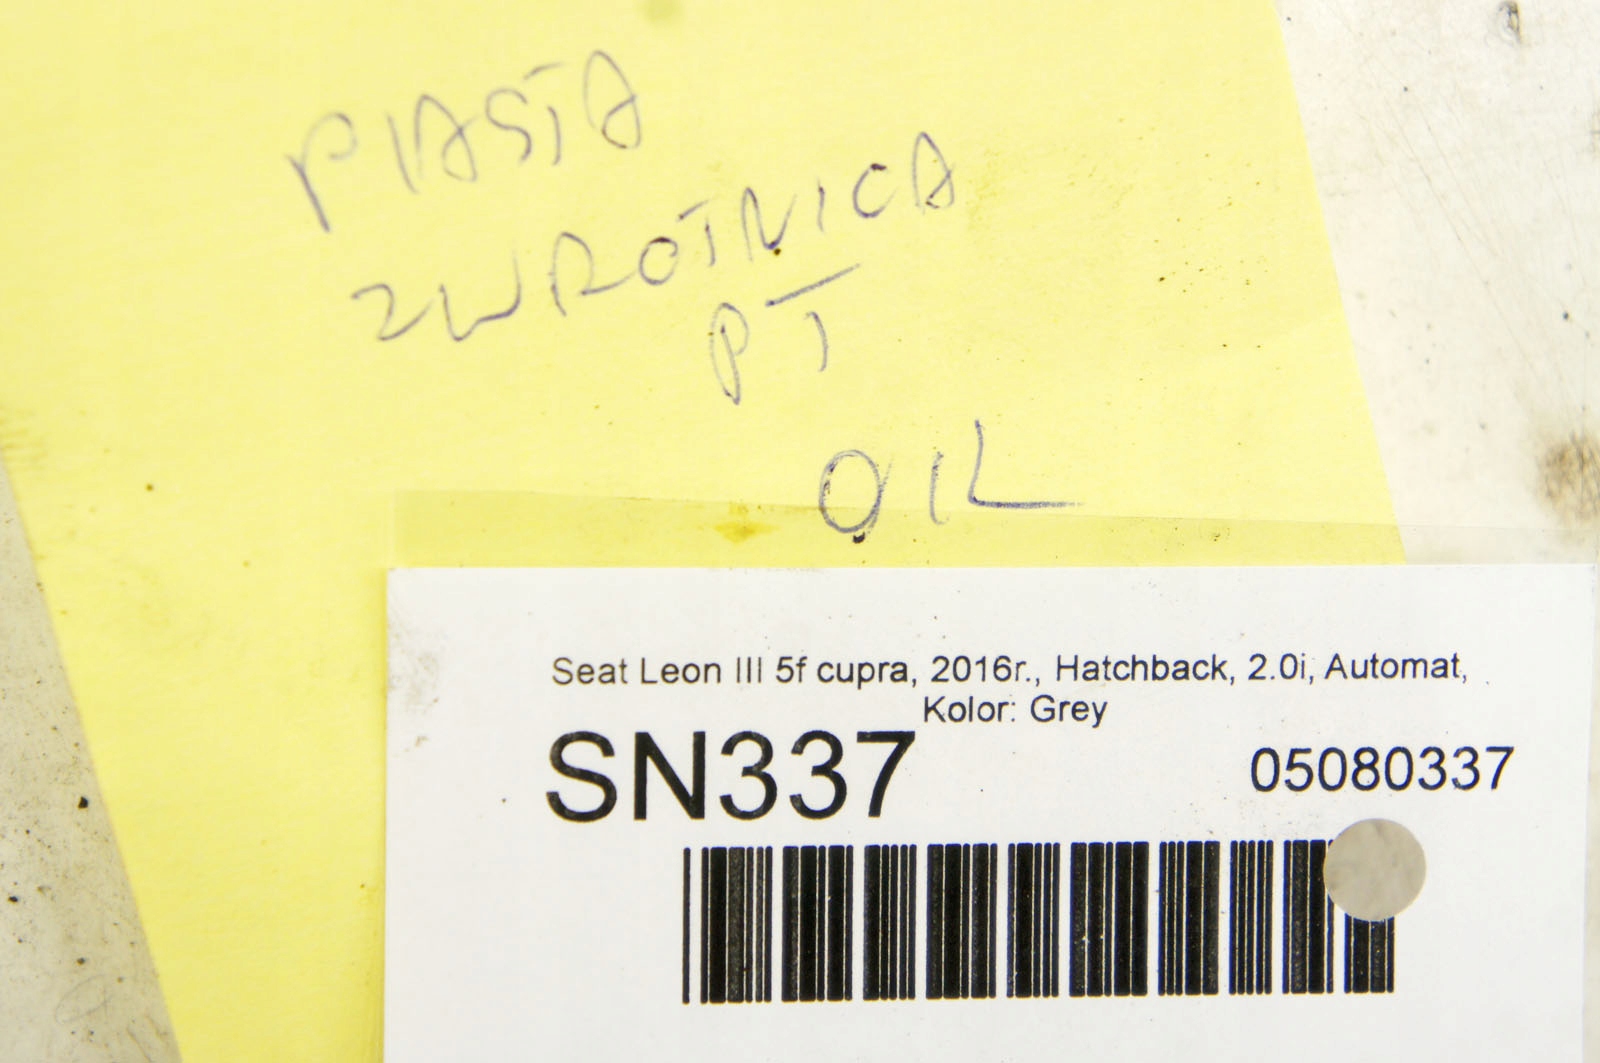 PIASTA
ZWROTNICA
PT
OIL
Seat Leon III 5f cupra, 2016r., Hatchback, 2.0i, Automat,
Kolor: Grey
SN337
05080337